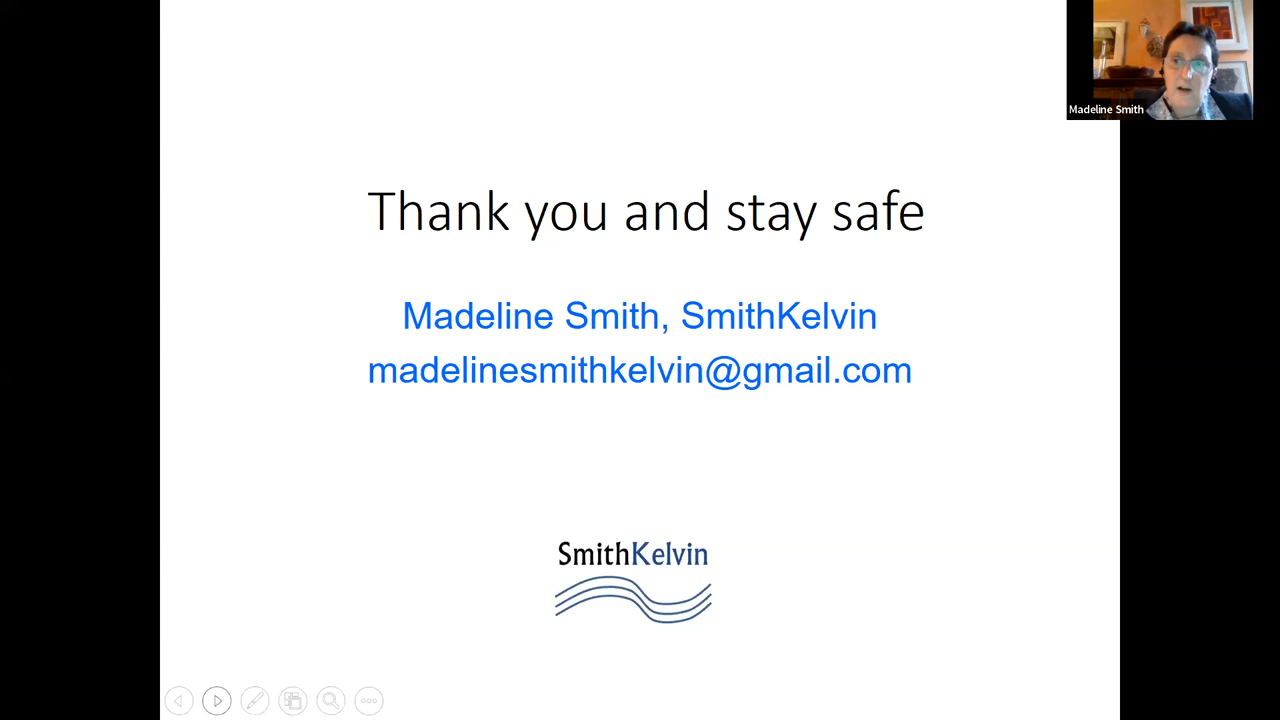 Madeline Smith
Thank you and stay safe
Madeline Smith, SmithKelvin
madelinesmithkelvin@gmail.com
SmithKelvin